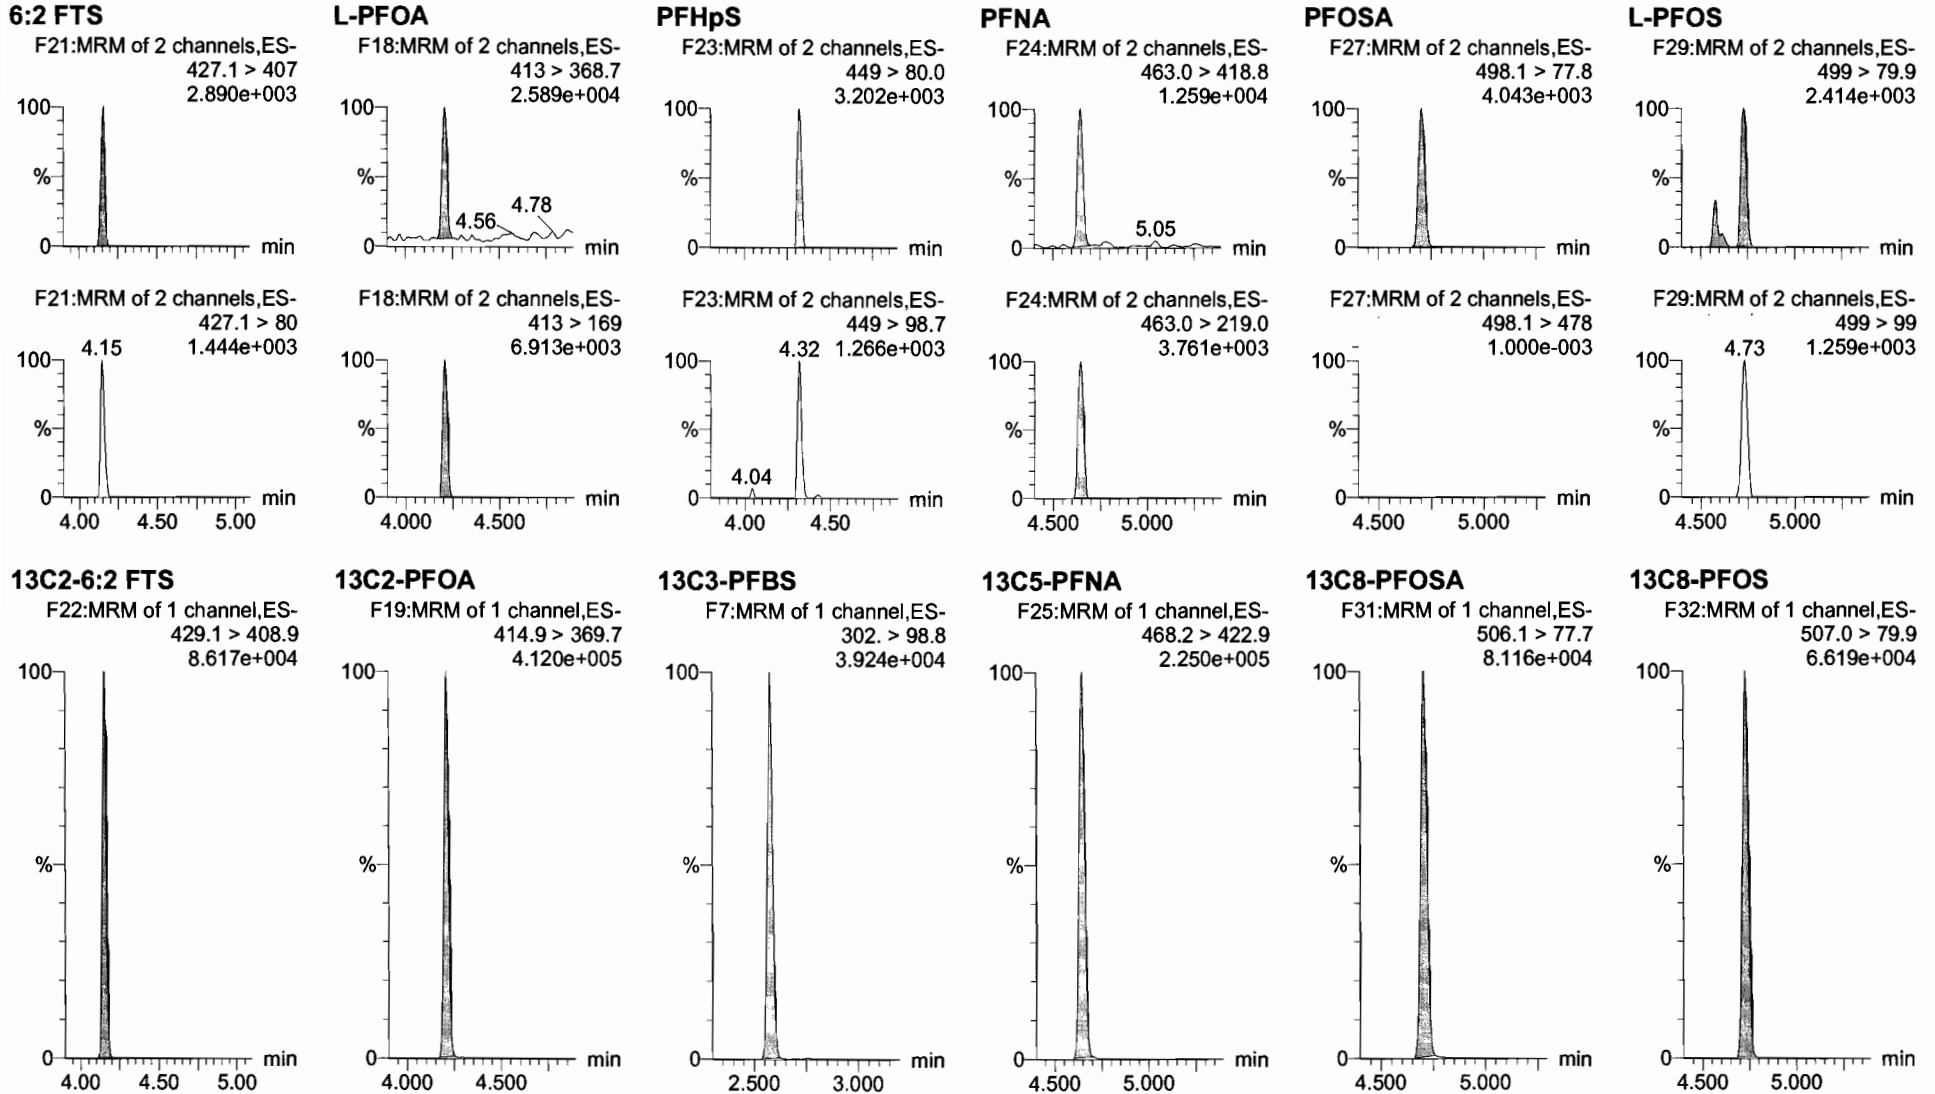 6:2 FTS
F21:MRM of 2 channels,ES-
427.1 > 407
2.890e+003
100
%
0
min
L-PFOA
F18:MRM of 2 channels,ES-
413 > 368.7
2.589e+004
100
%
4.56
4.78
0
min
PFHpS
F23:MRM of 2 channels,ES-
449 > 80.0
3.202e+003
100
%
0
min
PFNA
F24:MRM of 2 channels,ES-
463.0 > 418.8
1.259e+004
100
%
5.05
0
min
PFOSA
F27:MRM of 2 channels,ES-
498.1 > 77.8
4.043e+003
100
%
0
min
L-PFOS
F29:MRM of 2 channels,ES-
499 > 79.9
2.414e+003
100
%
0
min
F21:MRM of 2 channels,ES-
427.1 > 80
4.15 1.444e+003
100
%
0
min
4.00 4.50 5.00
F18:MRM of 2 channels,ES-
413 > 169
6.913e+003
100
%
0
min
4.000 4.500
F23:MRM of 2 channels,ES-
449 > 98.7
4.32 1.266e+003
100
%
4.04
0
min
4.00 4.50
F24:MRM of 2 channels,ES-
463.0 > 219.0
3.761e+003
100
%
0
min
4.500 5.000
F27:MRM of 2 channels,ES-
498.1 > 478
1.000e-003
100
%
0
min
4.500 5.000
F29:MRM of 2 channels,ES-
499 > 99
4.73 1.259e+003
100
%
0
min
4.500 5.000
13C2-6:2 FTS
F22:MRM of 1 channel,ES-
429.1 > 408.9
8.617e+004
100
%
0
min
4.00 4.50 5.00
13C2-PFOA
F19:MRM of 1 channel,ES-
414.9 > 369.7
4.120e+005
100
%
0
min
4.000 4.500
13C3-PFBS
F7:MRM of 1 channel,ES-
302. > 98.8
3.924e+004
100
%
0
min
2.500 3.000
13C5-PFNA
F25:MRM of 1 channel,ES-
468.2 > 422.9
2.250e+005
100
%
0
min
4.500 5.000
13C8-PFOSA
F31:MRM of 1 channel,ES-
506.1 > 77.7
8.116e+004
100
%
0
min
4.500 5.000
13C8-PFOS
F32:MRM of 1 channel,ES-
507.0 > 79.9
6.619e+004
100
%
0
min
4.500 5.000